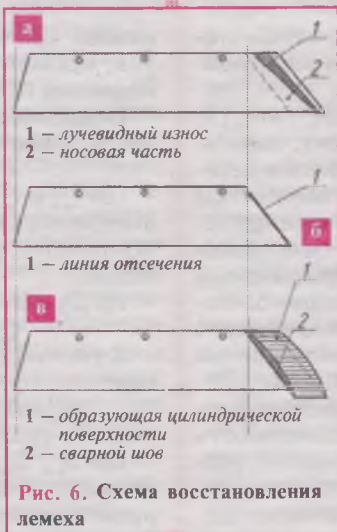 а
1
2
1 – лучевидный износ
2 – носовая часть
1
б
1 – линия отсечения
в
1
2
1 – образующая цилиндрической
поверхности
2 – сварной шов
Рис. 6. Схема восстановления
лемеха